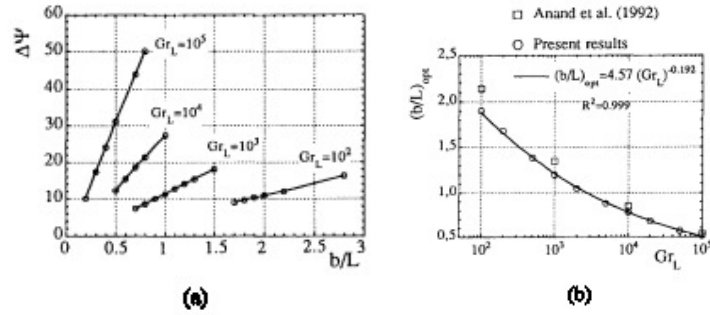 □ Anand et al. (1992)
○ Present results
(b/L)opt=4.57 (GrL)-0.192
R²=0.999
ΔΨ
60
50
40
30
20
10
0
GrL=10⁵
GrL=10⁴
GrL=10³
GrL=10²
0 0.5 1 1.5 2 2.5 3
b/L
(a)
(b/L)opt
2,5
2,0
1,5
1,0
0,5
10² 10³ 10⁴ 10⁵
GrL
(b)